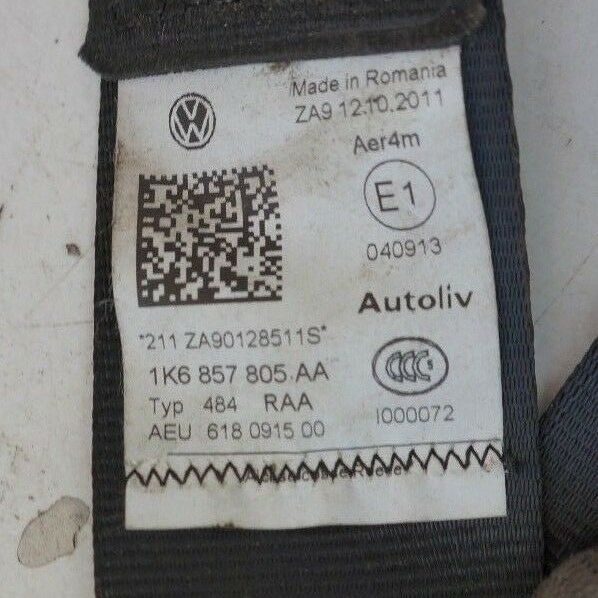 Made in Romania
ZA9 12.10.2011
Aer4m
E1
040913
Autoliv
*211 ZA90128511S*
1K6 857 805 AA
Typ 484 RAA
AEU 618 0915 00
CCC S
I000072